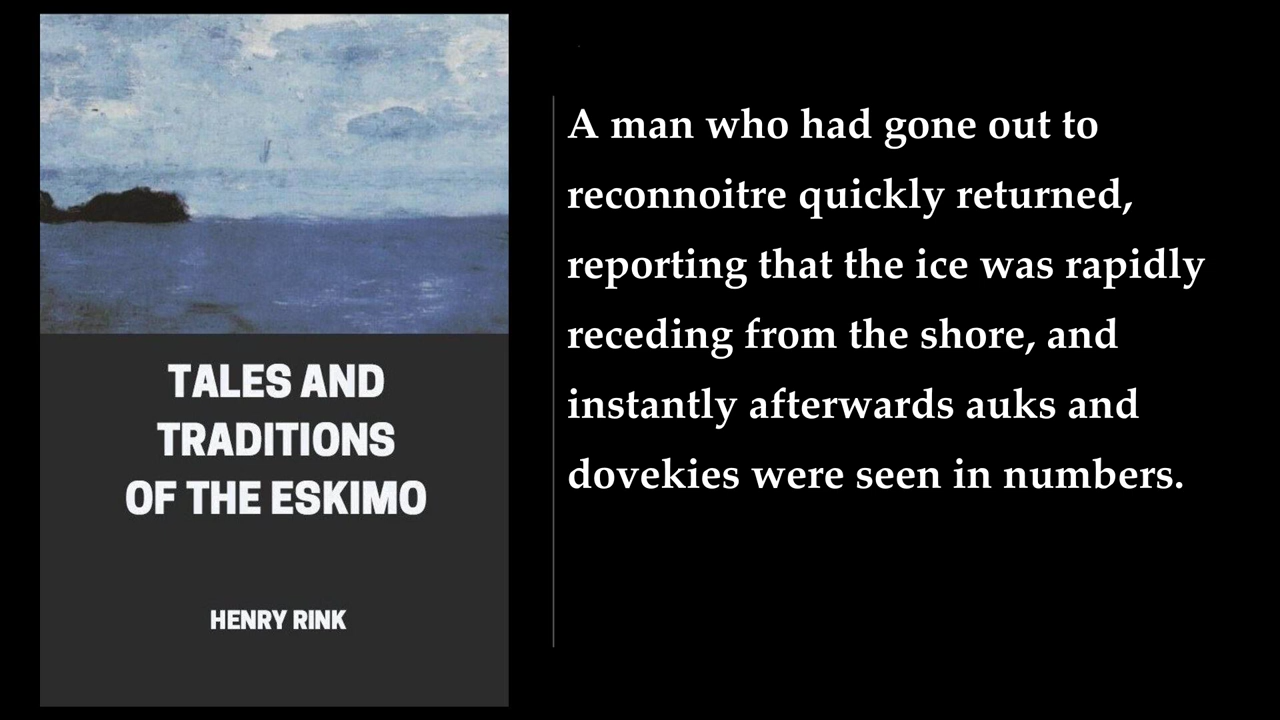 TALES AND
TRADITIONS
OF THE ESKIMO
HENRY RINK
A man who had gone out to
reconnoitre quickly returned,
reporting that the ice was rapidly
receding from the shore, and
instantly afterwards auks and
dovekies were seen in numbers.